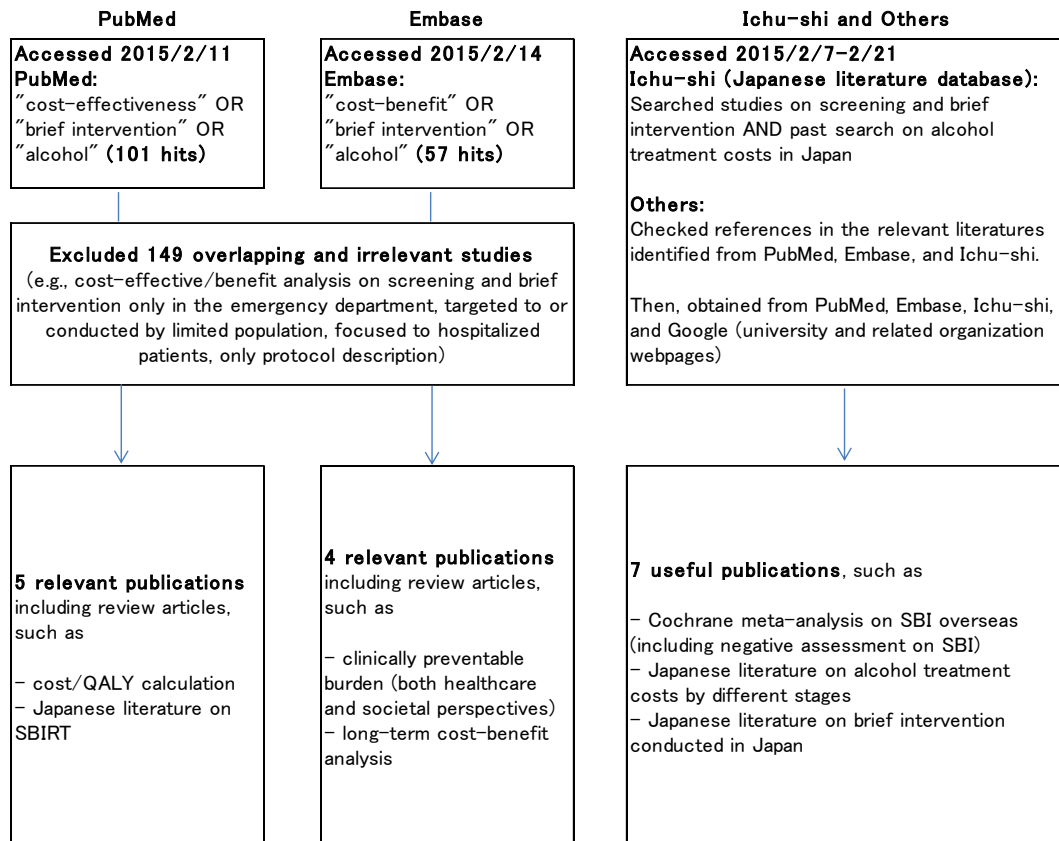 PubMed
Accessed 2015/2/11
PubMed:
"cost-effectiveness" OR
"brief intervention" OR
"alcohol" (101 hits)
Embase
Accessed 2015/2/14
Embase:
"cost-benefit" OR
"brief intervention" OR
"alcohol" (57 hits)
Ichu-shi and Others
Accessed 2015/2/7-2/21
Ichu-shi (Japanese literature database):
Searched studies on screening and brief
intervention AND past search on alcohol
treatment costs in Japan
Others:
Checked references in the relevant literatures
identified from PubMed, Embase, and Ichu-shi.
Then, obtained from PubMed, Embase, Ichu-shi,
and Google (university and related organization
webpages)
Excluded 149 overlapping and irrelevant studies
(e.g., cost-effective/benefit analysis on screening and brief
intervention only in the emergency department, targeted to or
conducted by limited population, focused to hospitalized
patients, only protocol description)
5 relevant publications
including review articles,
such as
- cost/QALY calculation
- Japanese literature on
SBIRT
4 relevant publications
including review articles,
such as
- clinically preventable
burden (both healthcare
and societal perspectives)
- long-term cost-benefit
analysis
7 useful publications, such as
- Cochrane meta-analysis on SBI overseas
(including negative assessment on SBI)
- Japanese literature on alcohol treatment
costs by different stages
- Japanese literature on brief intervention
conducted in Japan